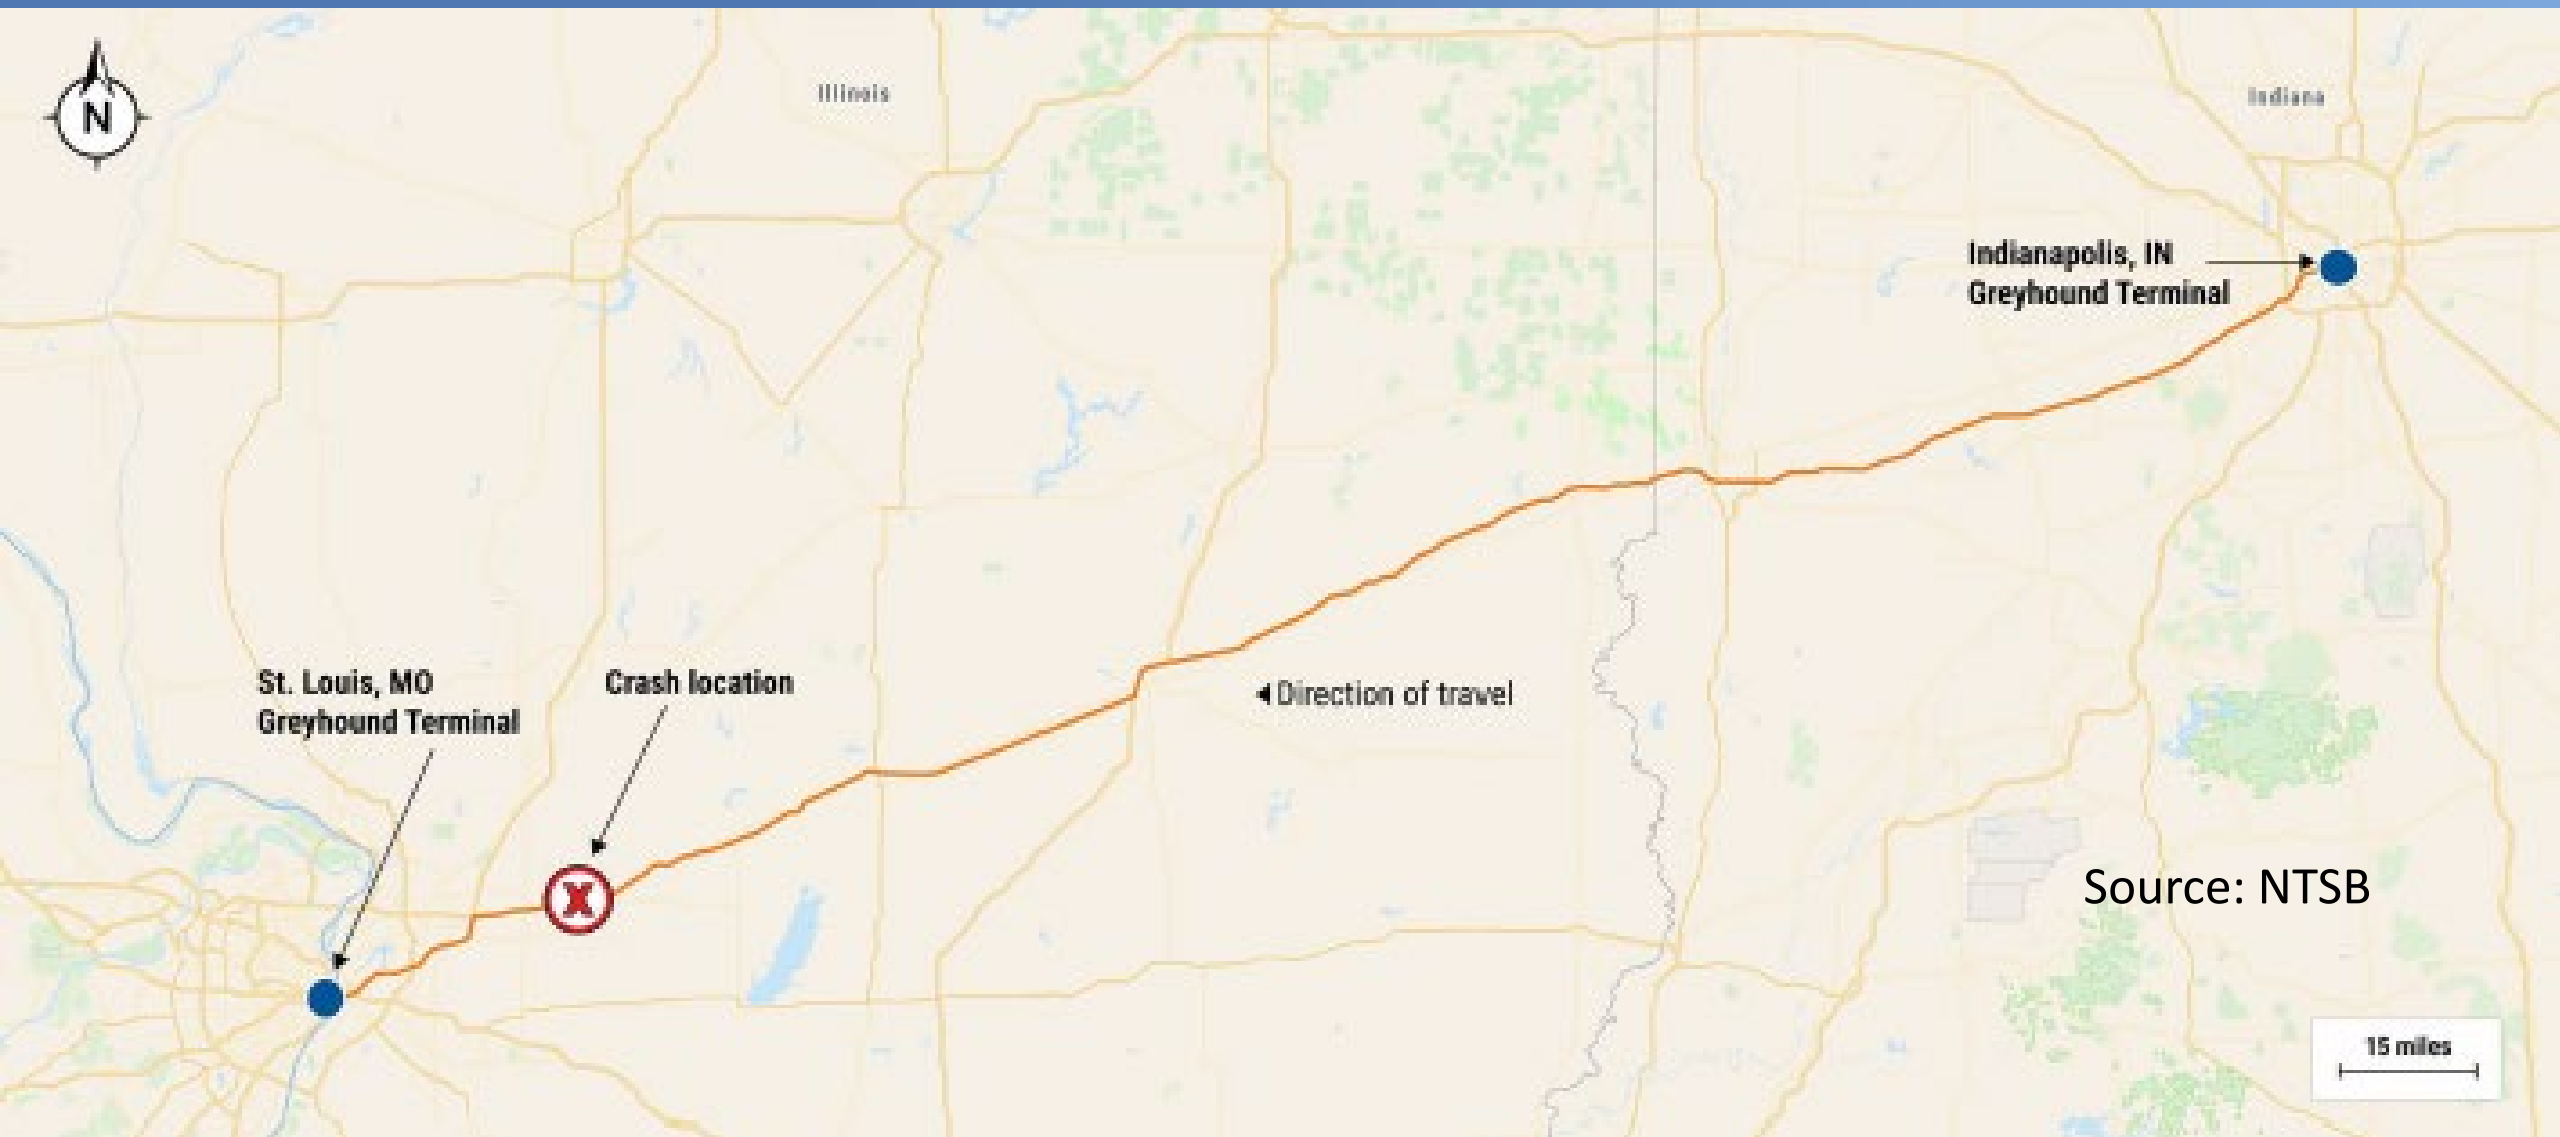 N
Illinois
Indiana
Indianapolis, IN
Greyhound Terminal
St. Louis, MO
Greyhound Terminal
Crash location
X
Direction of travel
Source: NTSB
15 miles